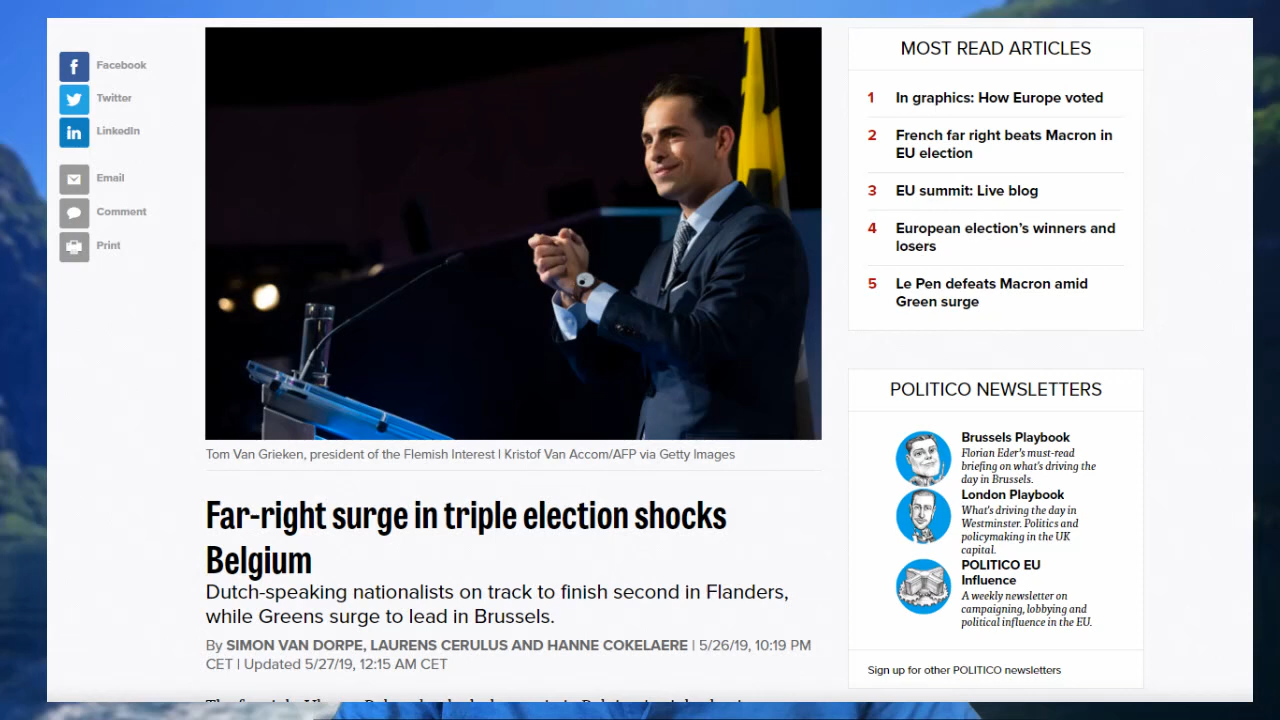 Facebook
Twitter
LinkedIn
Email
Comment
Print
Tom Van Grieken, president of the Flemish Interest | Kristof Van Accom/AFP via Getty Images
Far-right surge in triple election shocks
Belgium
Dutch-speaking nationalists on track to finish second in Flanders,
while Greens surge to lead in Brussels.
By SIMON VAN DORPE, LAURENS CERULUS AND HANNE COKELAERE | 5/26/19, 10:19 PM
CET | Updated 5/27/19, 12:15 AM CET
MOST READ ARTICLES
1 In graphics: How Europe voted
2 French far right beats Macron in
EU election
3 EU summit: Live blog
4 European election's winners and
losers
5 Le Pen defeats Macron amid
Green surge
POLITICO NEWSLETTERS
Brussels Playbook
Florian Eder's must-read
briefing on what's driving the
day in Brussels.
London Playbook
What's driving the day in
Westminster. Politics and
policymaking in the UK
capital.
POLITICO EU
Influence
A weekly newsletter on
campaigning, lobbying and
political influence in the EU.
Sign up for other POLITICO newsletters